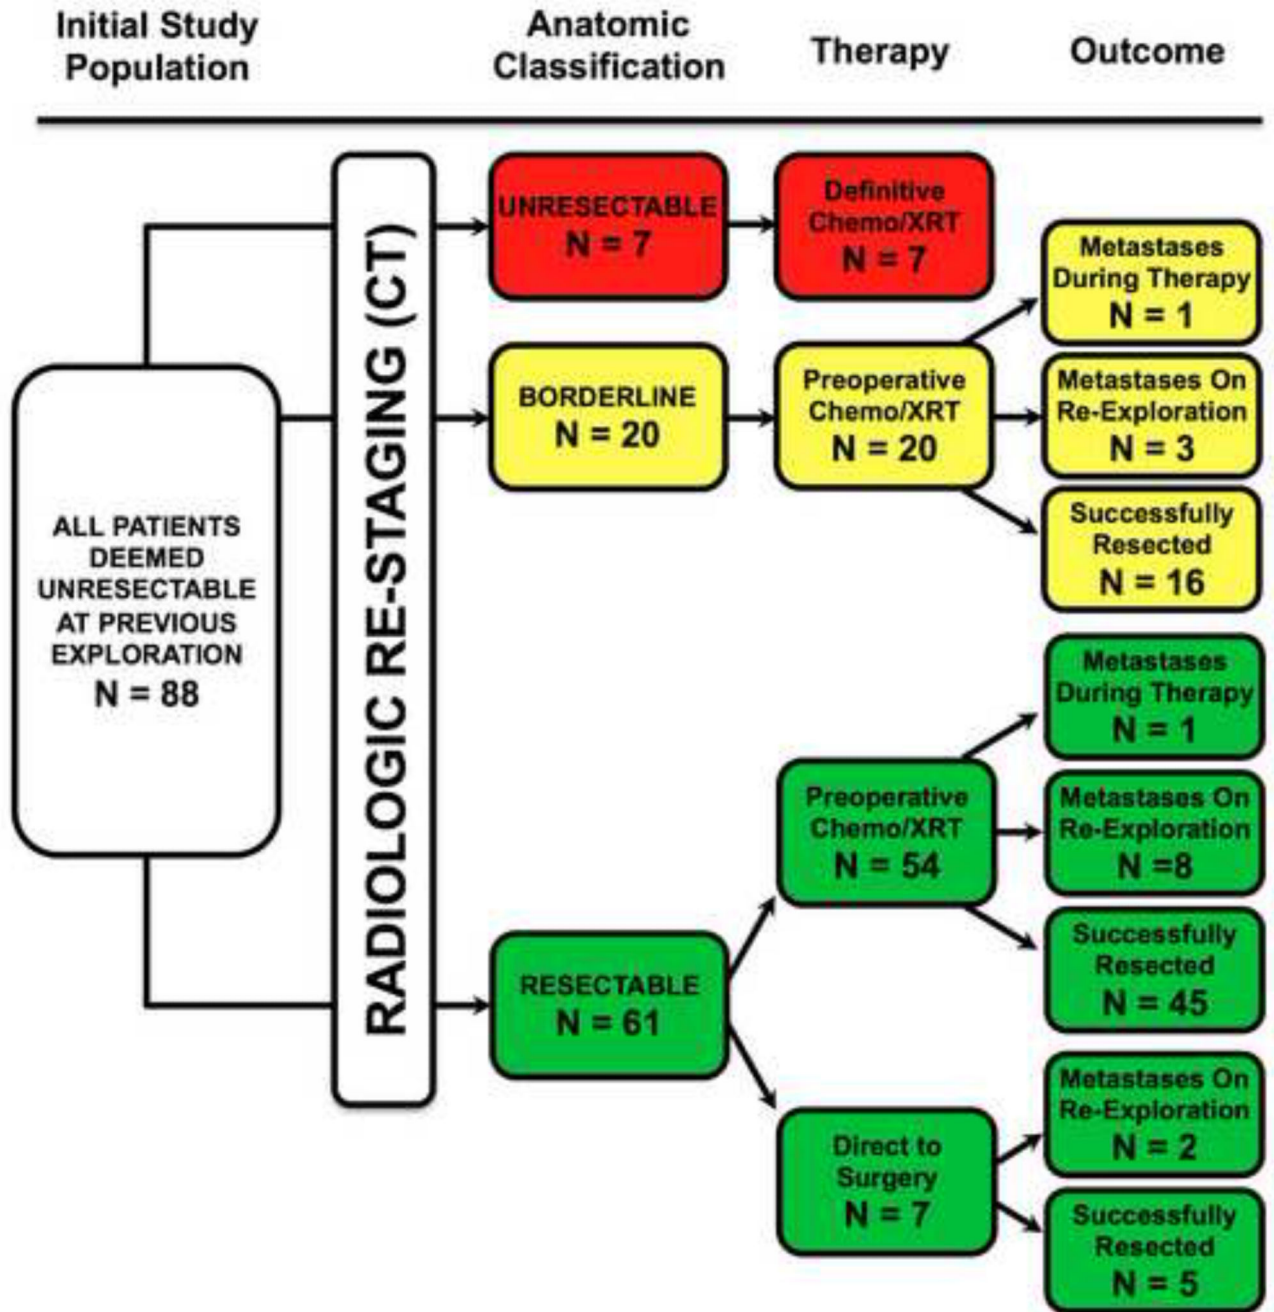 Initial Study
Population
Anatomic
Classification
Therapy
Outcome
ALL PATIENTS
DEEMED
UNRESECTABLE
AT PREVIOUS
EXPLORATION
N = 88
RADIOLOGIC RE-STAGING (CT)
UNRESECTABLE
N = 7
Definitive
Chemo/XRT
N = 7
BORDERLINE
N = 20
Preoperative
Chemo/XRT
N = 20
Metastases
During Therapy
N = 1
Metastases On
Re-Exploration
N = 3
Successfully
Resected
N = 16
RESECTABLE
N = 61
Preoperative
Chemo/XRT
N = 54
Metastases
During Therapy
N = 1
Metastases On
Re-Exploration
N =8
Successfully
Resected
N = 45
Direct to
Surgery
N = 7
Metastases On
Re-Exploration
N = 2
Successfully
Resected
N = 5